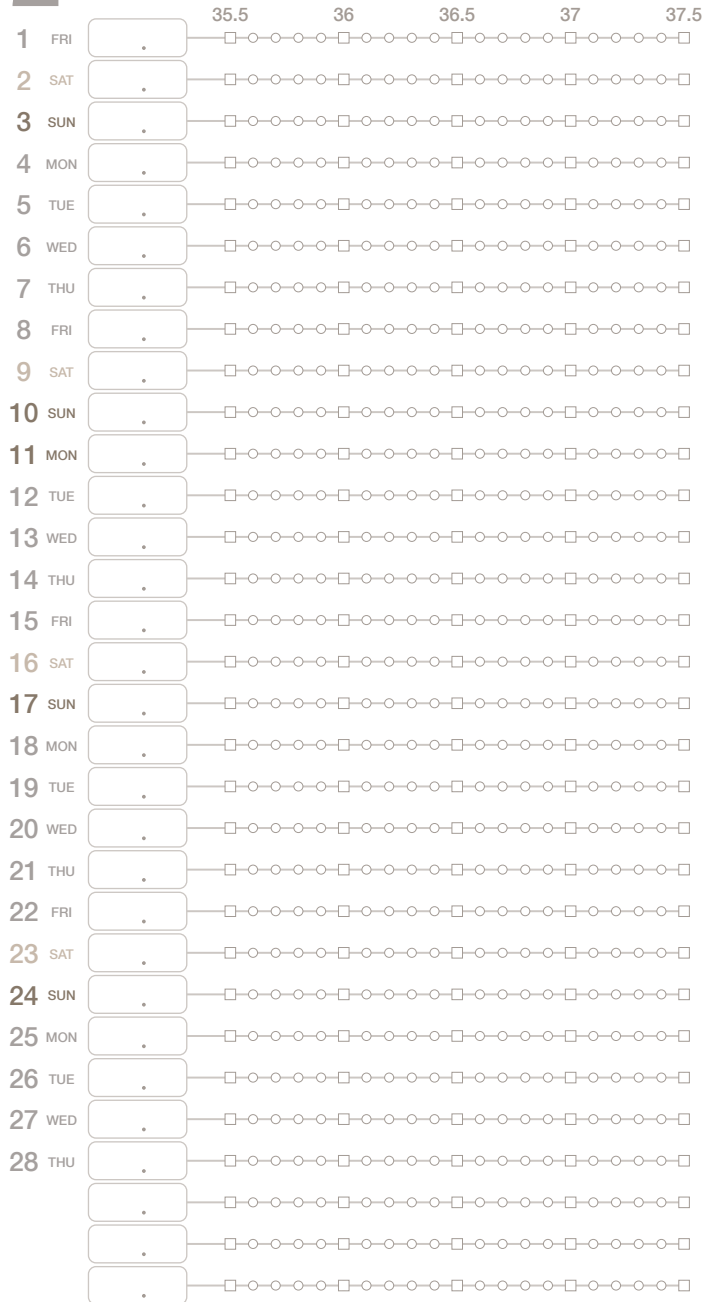 35.5 36 36.5 37 37.5
1 FRI .
2 SAT .
3 SUN .
4 MON .
5 TUE .
6 WED .
7 THU .
8 FRI .
9 SAT .
10 SUN .
11 MON .
12 TUE .
13 WED .
14 THU .
15 FRI .
16 SAT .
17 SUN .
18 MON .
19 TUE .
20 WED .
21 THU .
22 FRI .
23 SAT .
24 SUN .
25 MON .
26 TUE .
27 WED .
28 THU .
.
.
.